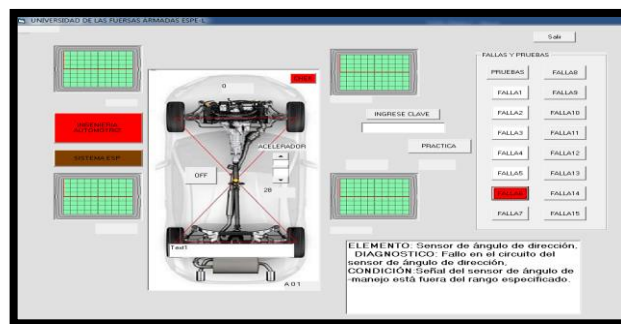 UNIVERSIDAD DE LAS FUERSAS ARMADAS ESPE-L
Salir
FALLAS Y PRUEBAS
PRUEBAS
FALLA8
FALLA1
FALLA9
FALLA2
FALLA10
FALLA3
FALLA11
FALLA4
FALLA12
FALLA5
FALLA13
FALLA6
FALLA14
FALLA7
FALLA15
0
INGENIERIA
AUTOMOTRIZ
SISTEMA ESP
INGRESE CLAVE
PRACTICA
ACELERADOR
OFF
28
Text1
A 0 1
ELEMENTO: Sensor de ángulo de dirección,
DIAGNOSTICO: Fallo en el circuito del
sensor de ángulo de dirección,
CONDICIÓN:Señal del sensor de ángulo de
-manejo está fuera del rango especificado.